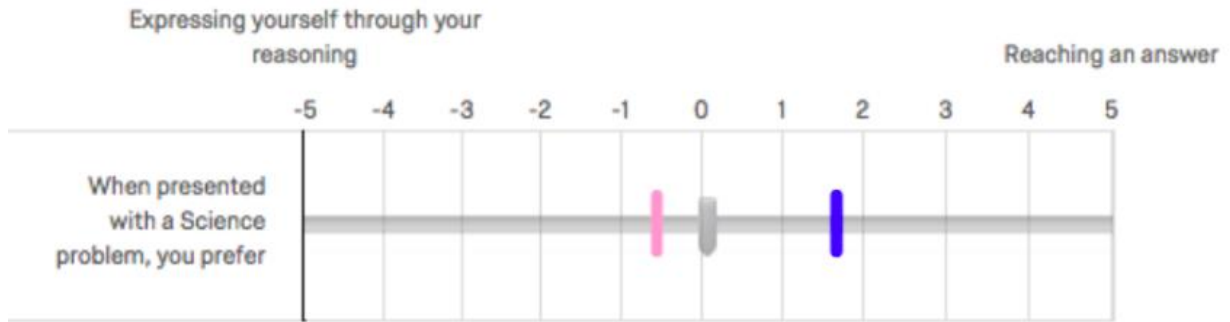 Expressing yourself through your
reasoning
Reaching an answer
-5 -4 -3 -2 -1 0 1 2 3 4 5
When presented
with a Science
problem, you prefer